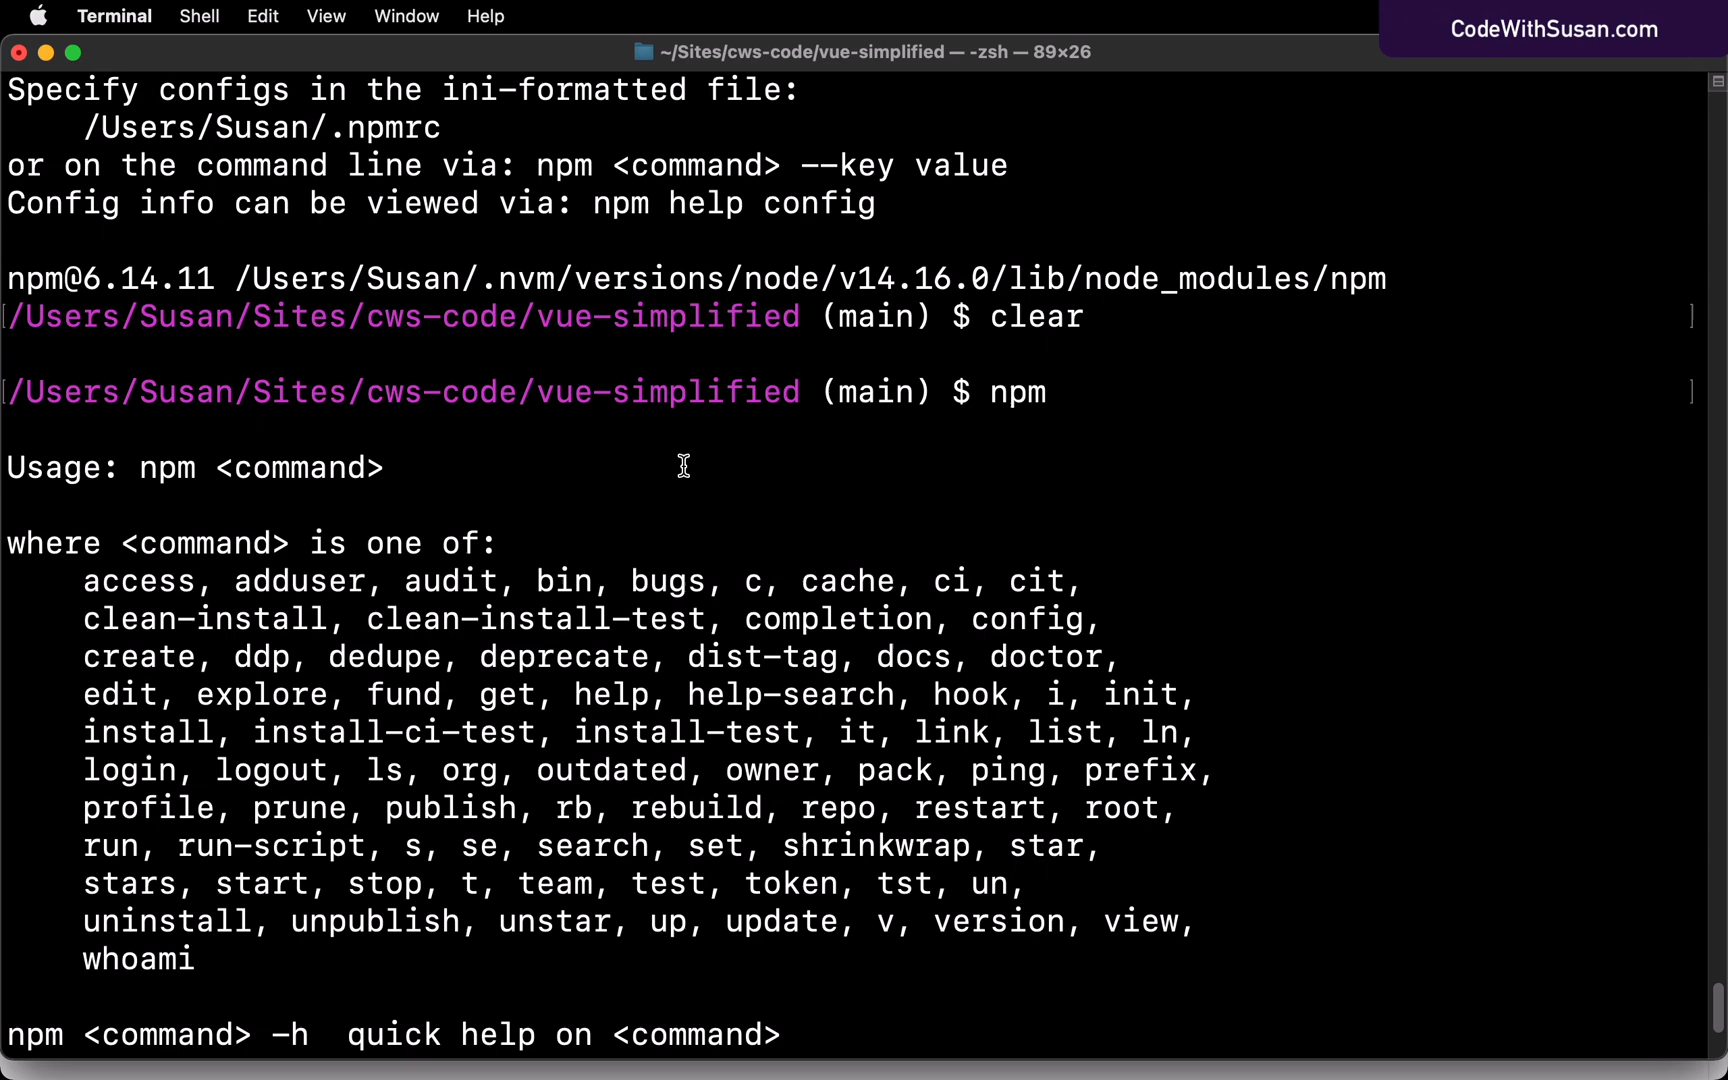 Terminal Shell Edit View Window Help
CodeWithSusan.com
~/Sites/cws-code/vue-simplified — -zsh — 89×26
Specify configs in the ini-formatted file:
    /Users/Susan/.npmrc
or on the command line via: npm <command> --key value
Config info can be viewed via: npm help config

npm@6.14.11 /Users/Susan/.nvm/versions/node/v14.16.0/lib/node_modules/npm
[/Users/Susan/Sites/cws-code/vue-simplified (main) $ clear ]

[/Users/Susan/Sites/cws-code/vue-simplified (main) $ npm ]

Usage: npm <command>

where <command> is one of:
    access, adduser, audit, bin, bugs, c, cache, ci, cit,
    clean-install, clean-install-test, completion, config,
    create, ddp, dedupe, deprecate, dist-tag, docs, doctor,
    edit, explore, fund, get, help, help-search, hook, i, init,
    install, install-ci-test, install-test, it, link, list, ln,
    login, logout, ls, org, outdated, owner, pack, ping, prefix,
    profile, prune, publish, rb, rebuild, repo, restart, root,
    run, run-script, s, se, search, set, shrinkwrap, star,
    stars, start, stop, t, team, test, token, tst, un,
    uninstall, unpublish, unstar, up, update, v, version, view,
    whoami

npm <command> -h  quick help on <command>